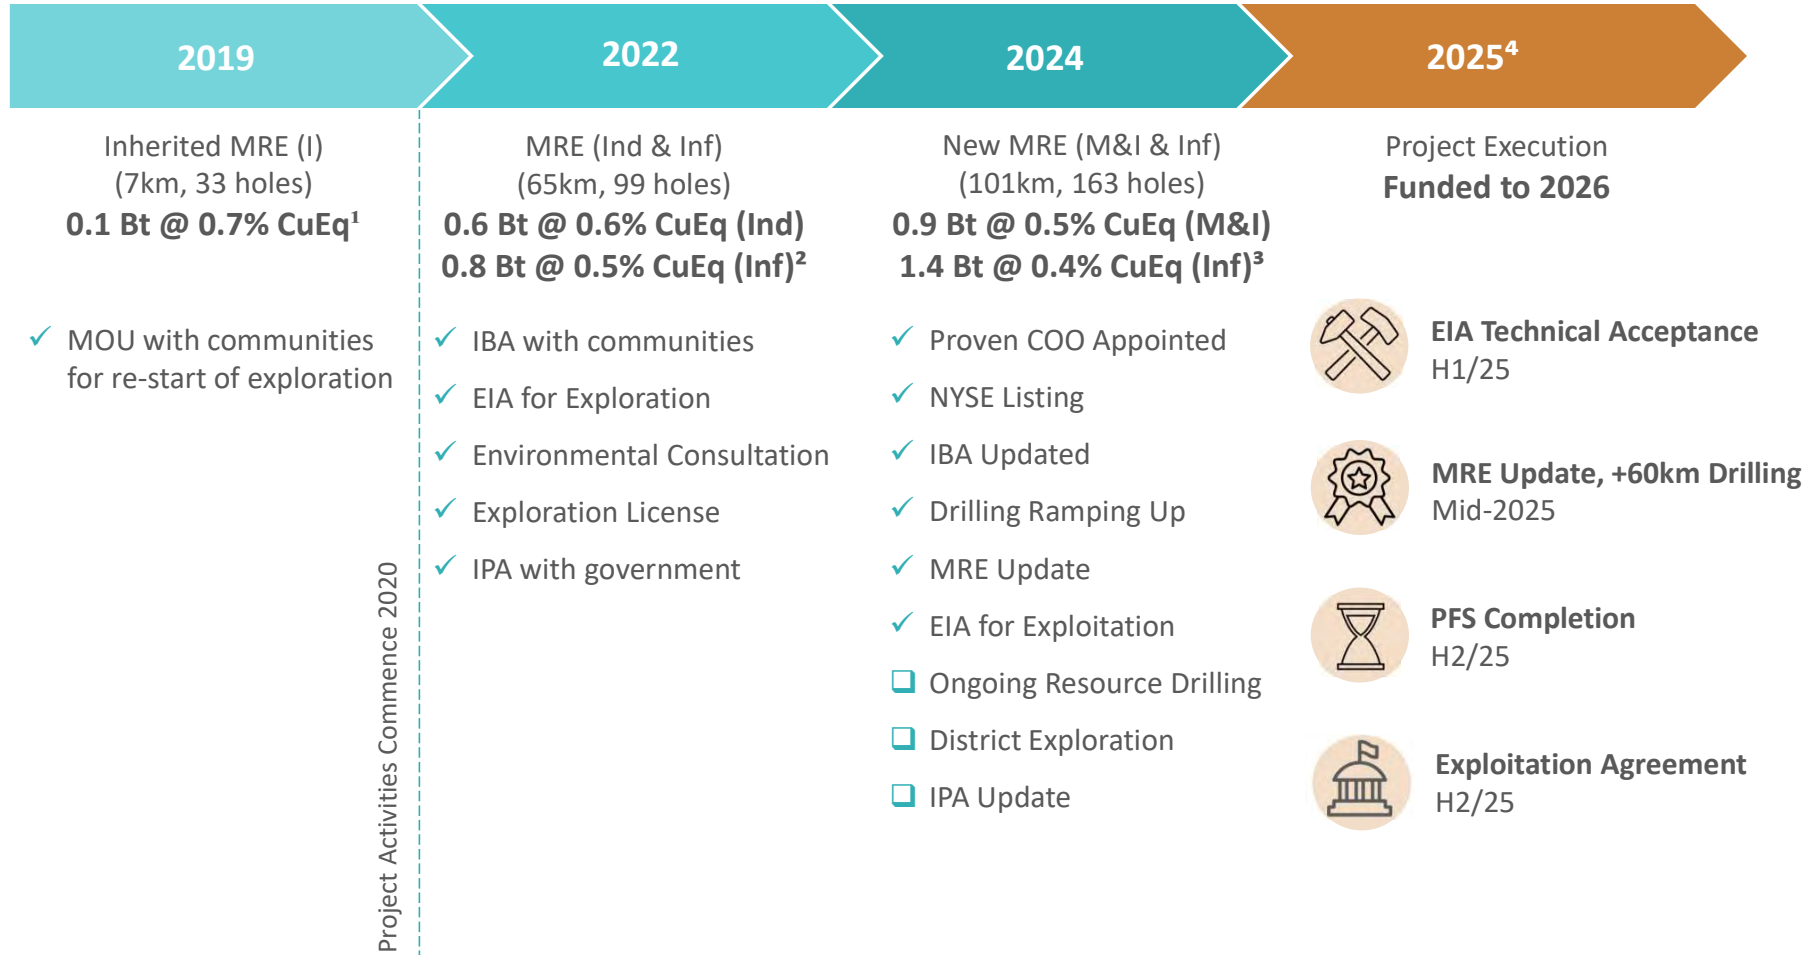 2019
2022
2024
2025⁴
Inherited MRE (I)
(7km, 33 holes)
0.1 Bt @ 0.7% CuEq¹
✓ MOU with communities
for re-start of exploration
Project Activities Commence 2020
MRE (Ind & Inf)
(65km, 99 holes)
0.6 Bt @ 0.6% CuEq (Ind)
0.8 Bt @ 0.5% CuEq (Inf)²
✓ IBA with communities
✓ EIA for Exploration
✓ Environmental Consultation
✓ Exploration License
✓ IPA with government
New MRE (M&I & Inf)
(101km, 163 holes)
0.9 Bt @ 0.5% CuEq (M&I)
1.4 Bt @ 0.4% CuEq (Inf)³
✓ Proven COO Appointed
✓ NYSE Listing
✓ IBA Updated
✓ Drilling Ramping Up
✓ MRE Update
✓ EIA for Exploitation
❑ Ongoing Resource Drilling
❑ District Exploration
❑ IPA Update
Project Execution
Funded to 2026
EIA Technical Acceptance
H1/25
MRE Update, +60km Drilling
Mid-2025
PFS Completion
H2/25
Exploitation Agreement
H2/25